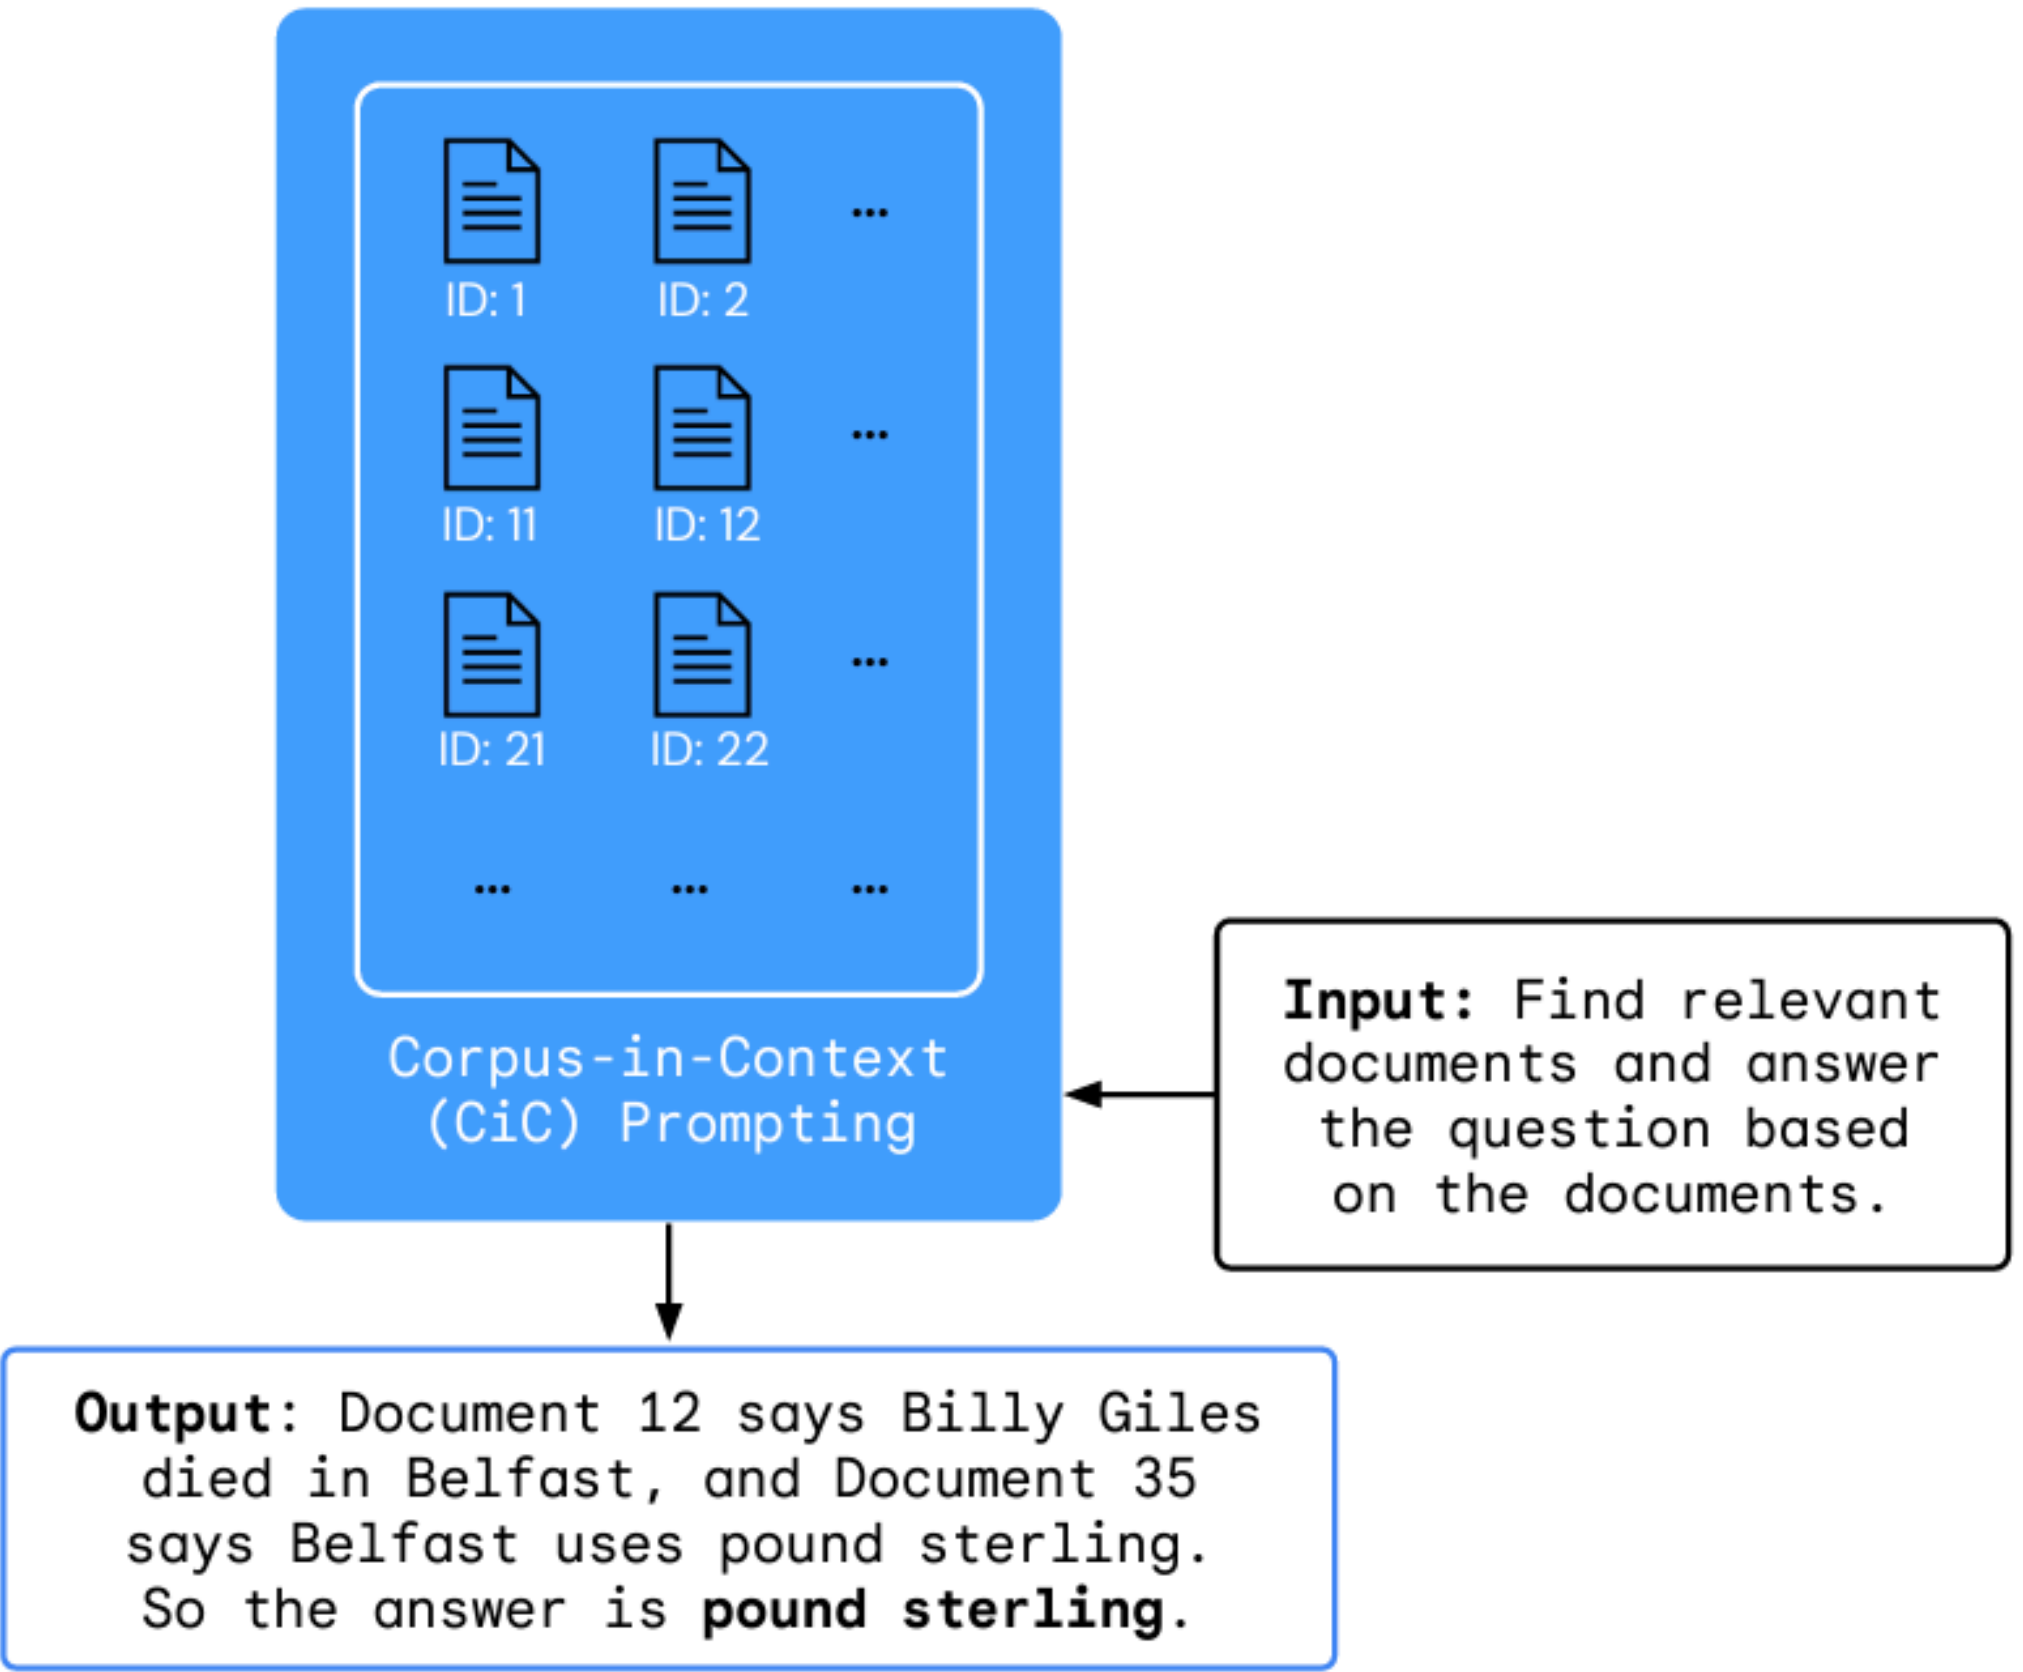 ID: 1 ID: 2 ...
ID: 11 ID: 12 ...
ID: 21 ID: 22 ...
... ... ...
Corpus-in-Context
(CiC) Prompting
Input: Find relevant
documents and answer
the question based
on the documents.
Output: Document 12 says Billy Giles
died in Belfast, and Document 35
says Belfast uses pound sterling.
So the answer is pound sterling.